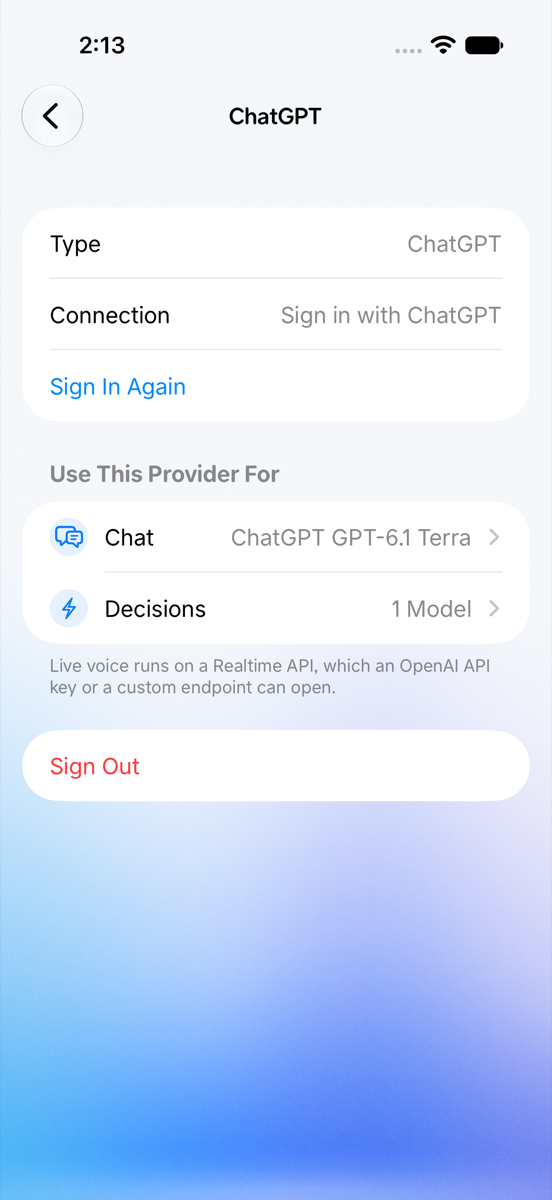 2:13
ChatGPT
Type
ChatGPT
Connection
Sign in with ChatGPT
Sign In Again
Use This Provider For
Chat
ChatGPT GPT-6.1 Terra
Decisions
1 Model
Live voice runs on a Realtime API, which an OpenAI API
key or a custom endpoint can open.
Sign Out